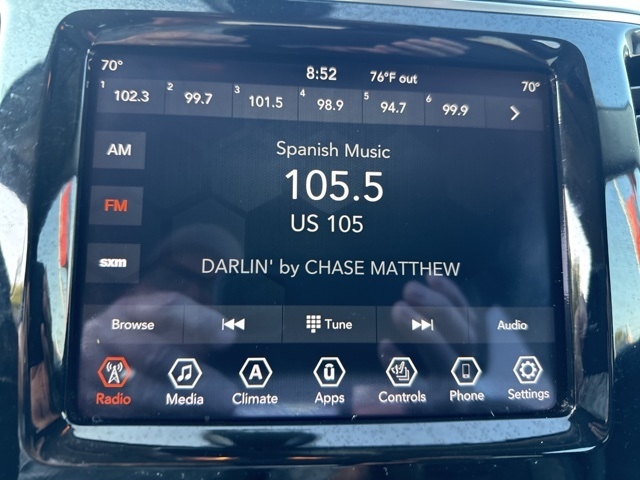 70° 8:52 76°F out 70°
1 102.3 2 99.7 3 101.5 4 98.9 5 94.7 6 99.9
AM
Spanish Music
105.5
FM
US 105
sxm
DARLIN' by CHASE MATTHEW
Browse Tune Audio
Radio Media Climate Apps Controls Phone Settings